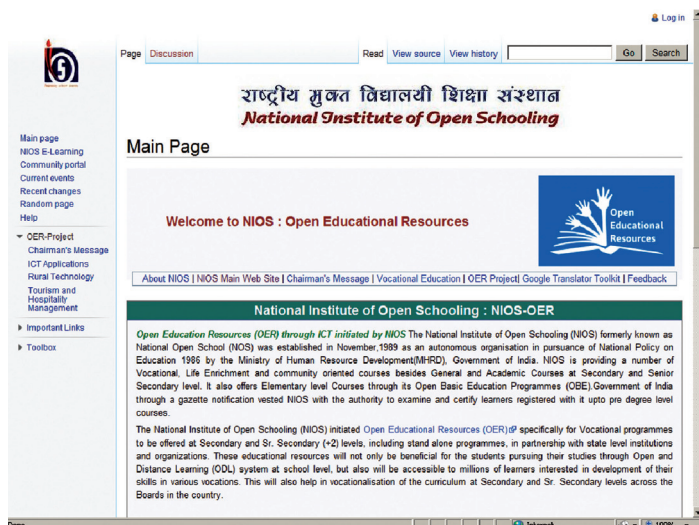 Log in
Page Discussion Read View source View history Go Search
राष्ट्रीय मुक्त विद्यालयी शिक्षा संस्थान
National Institute of Open Schooling
Main Page
Main page
NIOS E-Learning
Community portal
Current events
Recent changes
Random page
Help
OER-Project
Chairman's Message
ICT Applications
Rural Technology
Tourism and
Hospitality
Management
Important Links
Toolbox
Welcome to NIOS : Open Educational Resources
Open
Educational
Resources
About NIOS | NIOS Main Web Site | Chairman's Message | Vocational Education | OER Project| Google Translator Toolkit | Feedback
National Institute of Open Schooling : NIOS-OER
Open Education Resources (OER) through ICT initiated by NIOS The National Institute of Open Schooling (NIOS) formerly known as
National Open School (NOS) was established in November,1989 as an autonomous organisation in pursuance of National Policy on
Education 1986 by the Ministry of Human Resource Development(MHRD), Government of India. NIOS is providing a number of
Vocational, Life Enrichment and community oriented courses besides General and Academic Courses at Secondary and Senior
Secondary level. It also offers Elementary level Courses through its Open Basic Education Programmes (OBE).Government of India
through a gazette notification vested NIOS with the authority to examine and certify learners registered with it upto pre degree level
courses.
The National Institute of Open Schooling (NIOS) initiated Open Educational Resources (OER) specifically for Vocational programmes
to be offered at Secondary and Sr. Secondary (+2) levels, including stand alone programmes, in partnership with state level institutions
and organizations. These educational resources will not only be beneficial for the students pursuing their studies through Open and
Distance Learning (ODL) system at school level, but also will be accessible to millions of learners interested in development of their
skills in various vocations. This will also help in vocationalisation of the curriculum at Secondary and Sr. Secondary levels across the
Boards in the country.